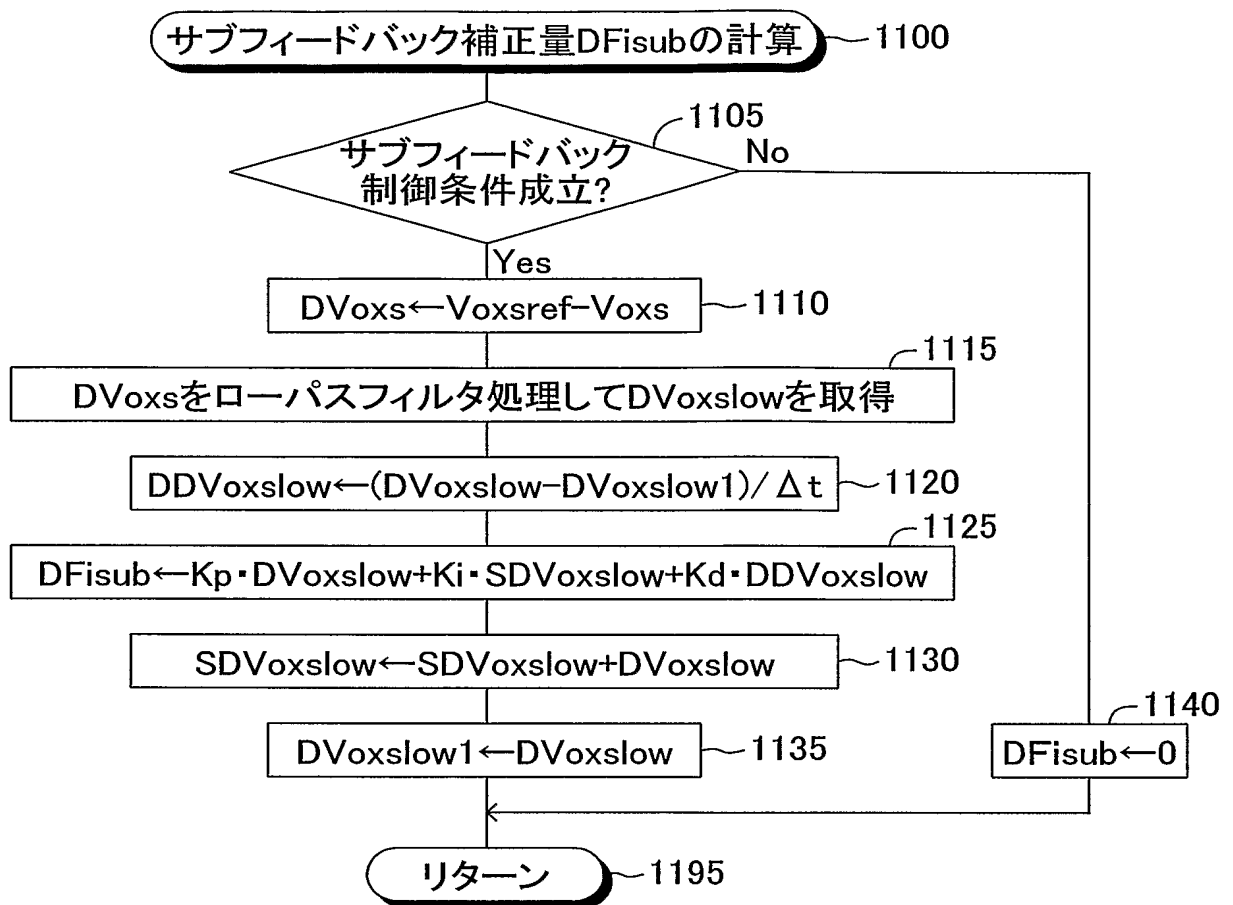 サブフィードバック補正量DFisubの計算
1100
1105
サブフィードバック
制御条件成立?
No
Yes
DVoxs←Voxsref-Voxs
1110
1115
DVoxsをローパスフィルタ処理してDVoxslowを取得
DDVoxslow←(DVoxslow-DVoxslow1)/Δt
1120
1125
DFisub←Kp・DVoxslow+Ki・SDVoxslow+Kd・DDVoxslow
SDVoxslow←SDVoxslow+DVoxslow
1130
1140
DVoxslow1←DVoxslow
1135
DFisub←0
リターン
1195